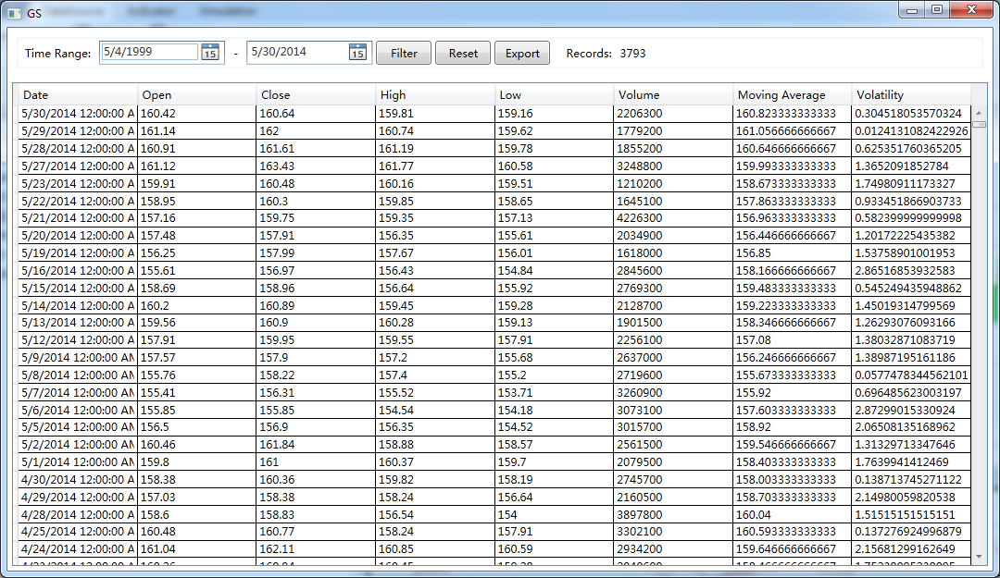 GS
Time Range: 5/4/1999 15 - 5/30/2014 15 Filter Reset Export Records: 3793
Date Open Close High Low Volume Moving Average Volatility
5/30/2014 12:00:00 A 160.42 160.64 159.81 159.16 2206300 160.823333333333 0.304518053570324
5/29/2014 12:00:00 A 161.14 162 160.74 159.62 1779200 161.056666666667 0.0124131082422926
5/28/2014 12:00:00 A 160.91 161.61 161.19 159.78 1855200 160.646666666667 0.625351760365205
5/27/2014 12:00:00 A 161.12 163.43 161.77 160.58 3248800 159.993333333333 1.3652091852784
5/23/2014 12:00:00 A 159.91 160.48 160.16 159.51 1210200 158.673333333333 1.74980911173327
5/22/2014 12:00:00 A 158.95 160.3 159.85 158.65 1645100 157.863333333333 0.933451866903733
5/21/2014 12:00:00 A 157.16 159.75 159.35 157.13 4226300 156.963333333333 0.582399999999998
5/20/2014 12:00:00 A 157.48 157.91 156.35 155.61 2034900 156.446666666667 1.20172225435382
5/19/2014 12:00:00 A 156.25 157.99 157.67 156.01 1618000 156.85 1.53758901001953
5/16/2014 12:00:00 A 155.61 156.97 156.43 154.84 2845600 158.166666666667 2.86516853932583
5/15/2014 12:00:00 A 158.69 158.96 156.64 155.92 2769300 159.483333333333 0.545249435948862
5/14/2014 12:00:00 A 160.2 160.89 159.45 159.28 2128700 159.223333333333 1.45019314799569
5/13/2014 12:00:00 A 159.56 160.9 160.28 159.13 1901500 158.346666666667 1.26293076093166
5/12/2014 12:00:00 A 157.91 159.95 159.55 157.91 2256100 157.08 1.38032871083719
5/9/2014 12:00:00 AM 157.57 157.9 157.2 155.68 2637000 156.246666666667 1.38987195161186
5/8/2014 12:00:00 AM 155.76 158.22 157.4 155.2 2719600 155.673333333333 0.0577478344562101
5/7/2014 12:00:00 AM 155.41 156.31 155.52 153.71 3260900 155.92 0.696485623003197
5/6/2014 12:00:00 AM 155.85 155.85 154.54 154.18 3073100 157.603333333333 2.87299015330924
5/5/2014 12:00:00 AM 156.5 156.9 156.35 154.52 3015700 158.92 2.06508135168962
5/2/2014 12:00:00 AM 160.46 161.84 158.88 158.57 2561500 159.546666666667 1.31329713347646
5/1/2014 12:00:00 AM 159.8 161 160.37 159.7 2079500 158.403333333333 1.7639941412469
4/30/2014 12:00:00 A 158.38 160.36 159.82 158.19 2745700 158.003333333333 0.138713745271122
4/29/2014 12:00:00 A 157.03 158.38 158.24 156.64 2160500 158.703333333333 2.14980059820538
4/28/2014 12:00:00 A 158.6 158.83 156.54 154 3897800 160.04 1.51515151515151
4/25/2014 12:00:00 A 160.48 160.77 158.24 157.91 3302100 160.593333333333 0.137276924996879
4/24/2014 12:00:00 A 161.04 162.11 160.85 160.59 2934200 159.646666666667 2.15681299162649